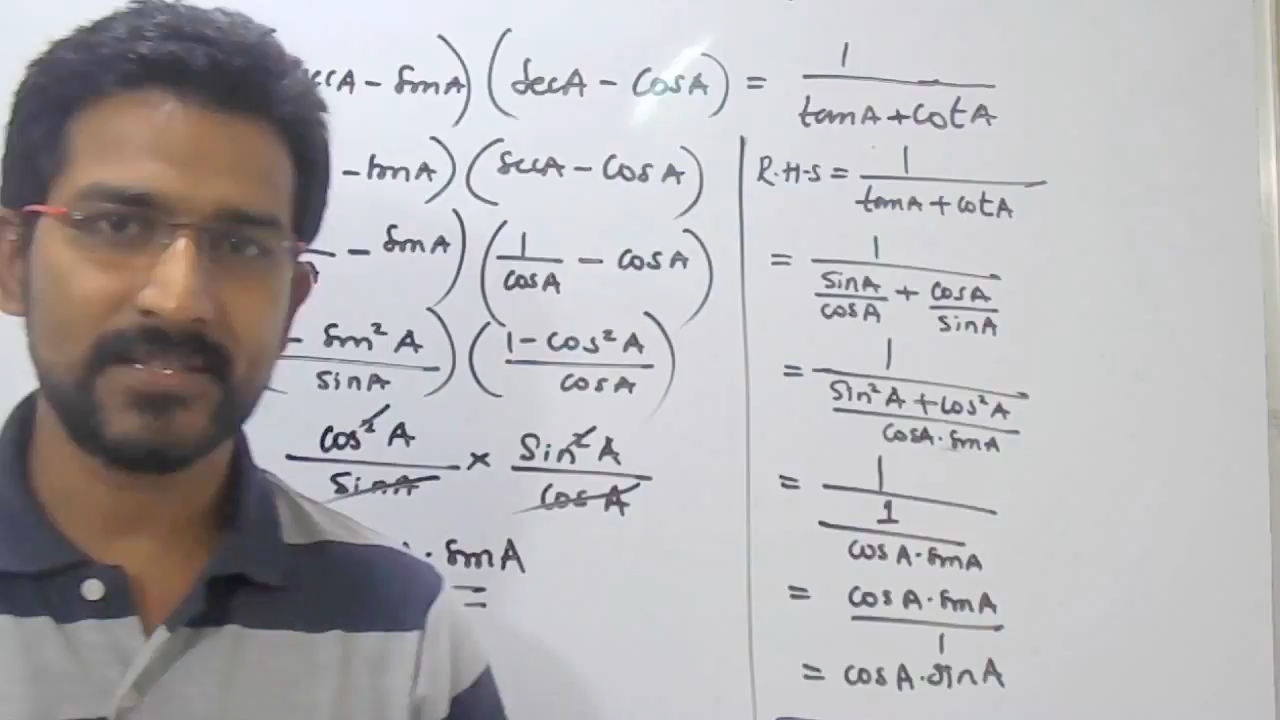 - sinA) (secA - cosA) = 1 / (tanA + cotA)
- sinA) (secA - cosA)
- sinA) (1/cosA - cosA)
- sin²A / sinA) (1 - cos²A / cosA)
cos²A / sinA × sin²A / cosA
· sinA
=
R.H.S = 1 / (tanA + cotA)
= 1 / (sinA/cosA + cosA/sinA)
= 1 / (sin²A + cos²A / cosA · sinA)
= 1 / (1 / cosA · sinA)
= cosA · sinA / 1
= cosA · sinA